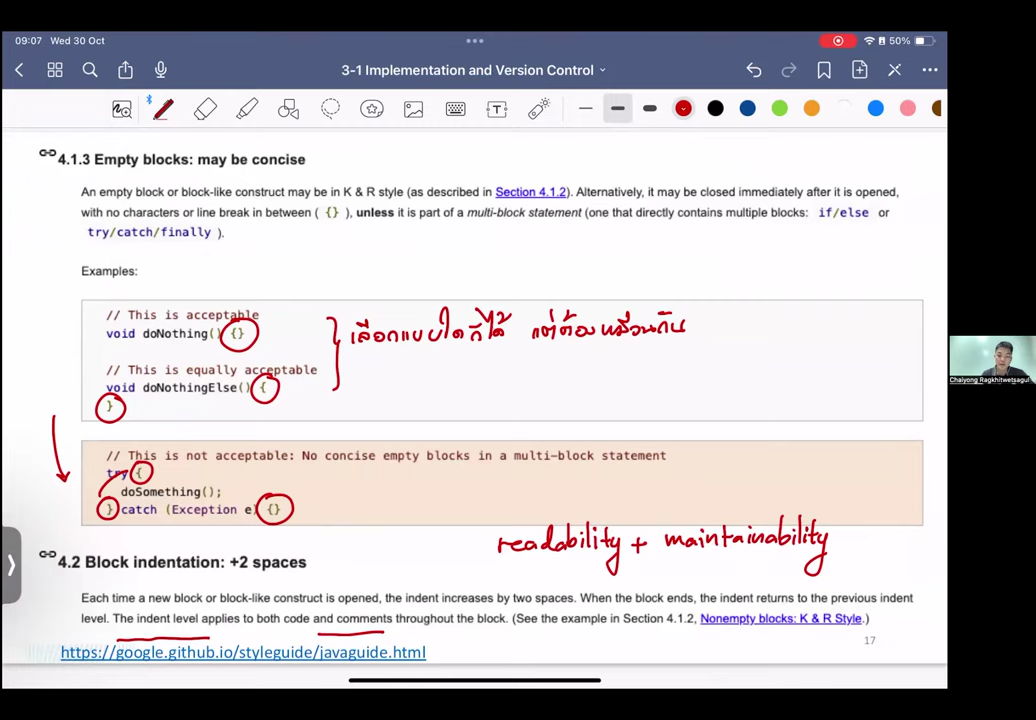 09:07 Wed 30 Oct
50%
3-1 Implementation and Version Control
4.1.3 Empty blocks: may be concise
An empty block or block-like construct may be in K & R style (as described in Section 4.1.2). Alternatively, it may be closed immediately after it is opened,
with no characters or line break in between ( {} ), unless it is part of a multi-block statement (one that directly contains multiple blocks: if/else or
try/catch/finally ).
Examples:
// This is acceptable
void doNothing() {}
เลือกแบบใดก็ได้ แต่ต้องเหมือนกัน
// This is equally acceptable
void doNothingElse() {
}
// This is not acceptable: No concise empty blocks in a multi-block statement
try {
doSomething();
} catch (Exception e) {}
readability + maintainability
4.2 Block indentation: +2 spaces
Each time a new block or block-like construct is opened, the indent increases by two spaces. When the block ends, the indent returns to the previous indent
level. The indent level applies to both code and comments throughout the block. (See the example in Section 4.1.2, Nonempty blocks: K & R Style.)
17
https://google.github.io/styleguide/javaguide.html
Chaiyong Ragkhitwetsagul